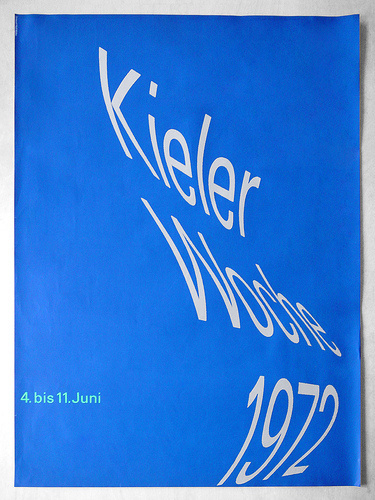 Kieler
Woche
1972
4. bis 11. Juni